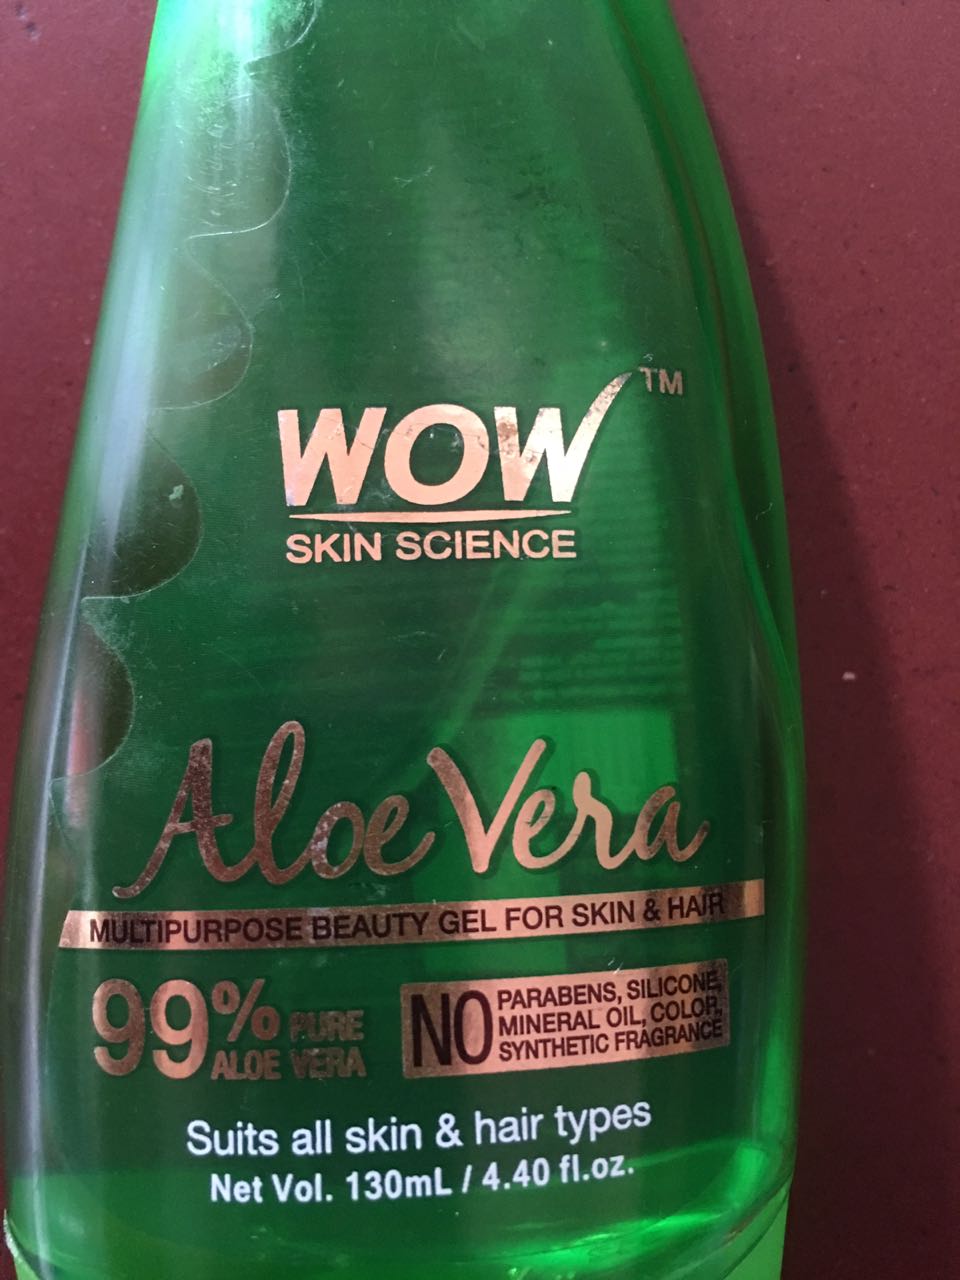 WOW™
SKIN SCIENCE
Aloe Vera
MULTIPURPOSE BEAUTY GEL FOR SKIN & HAIR
99% PURE
ALOE VERA
NO PARABENS, SILICONE,
MINERAL OIL, COLOR,
SYNTHETIC FRAGRANCE
Suits all skin & hair types
Net Vol. 130mL / 4.40 fl.oz.